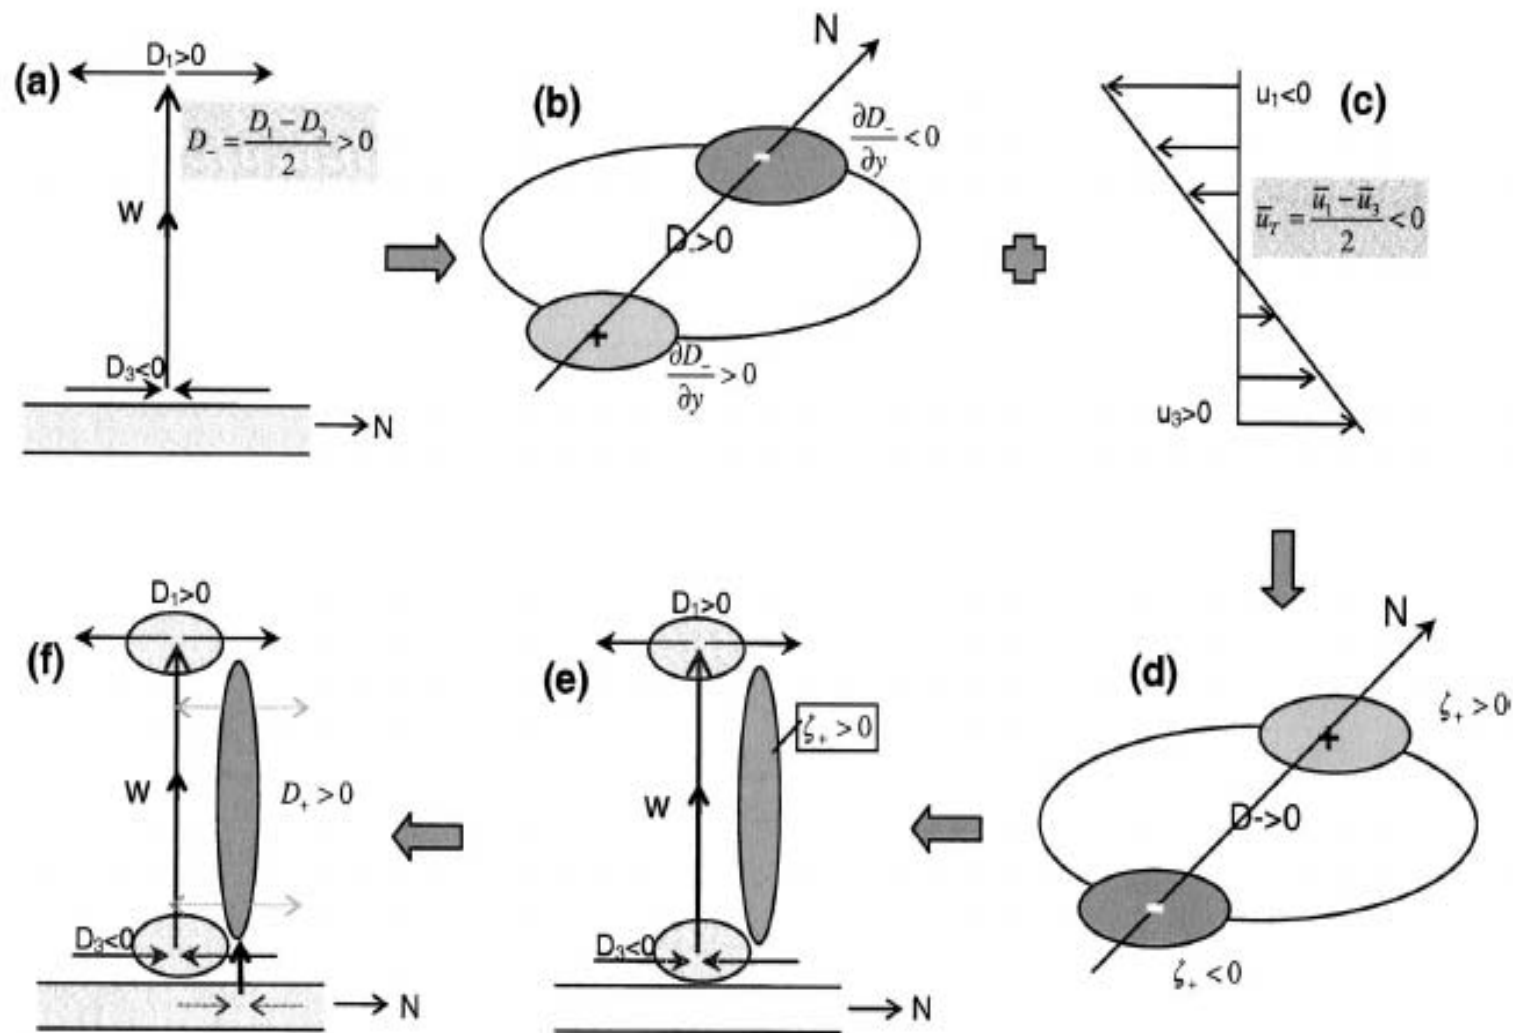 (a)
D₁>0
D₋ = (D₁ − D₃)/2 > 0
W
D₃<0
N
(b)
N
∂D₋/∂y < 0
D₋>0
∂D₋/∂y > 0
(c)
u₁<0
ū_T = (ū₁ − ū₃)/2 < 0
u₃>0
(d)
N
ζ₊ > 0
D->0
ζ₊ < 0
(e)
D₁>0
ζ₊ > 0
W
D₃<0
N
(f)
D₁>0
W
D₊ > 0
D₃<0
N